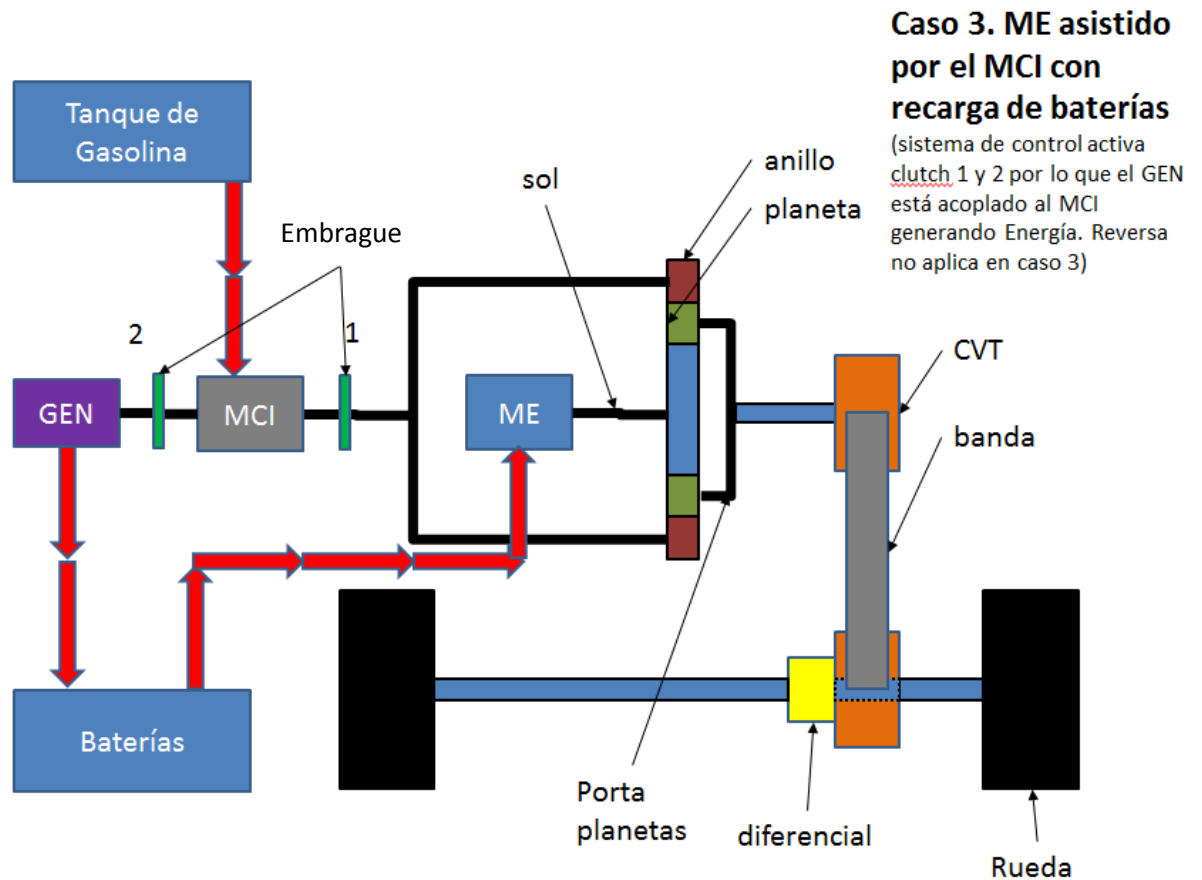 Caso 3. ME asistido
por el MCI con
recarga de baterías
(sistema de control activa
clutch 1 y 2 por lo que el GEN
está acoplado al MCI
generando Energía. Reversa
no aplica en caso 3)
Tanque de
Gasolina
sol
anillo
planeta
Embrague
2
1
GEN
MCI
ME
CVT
banda
Baterías
Porta
planetas
diferencial
Rueda